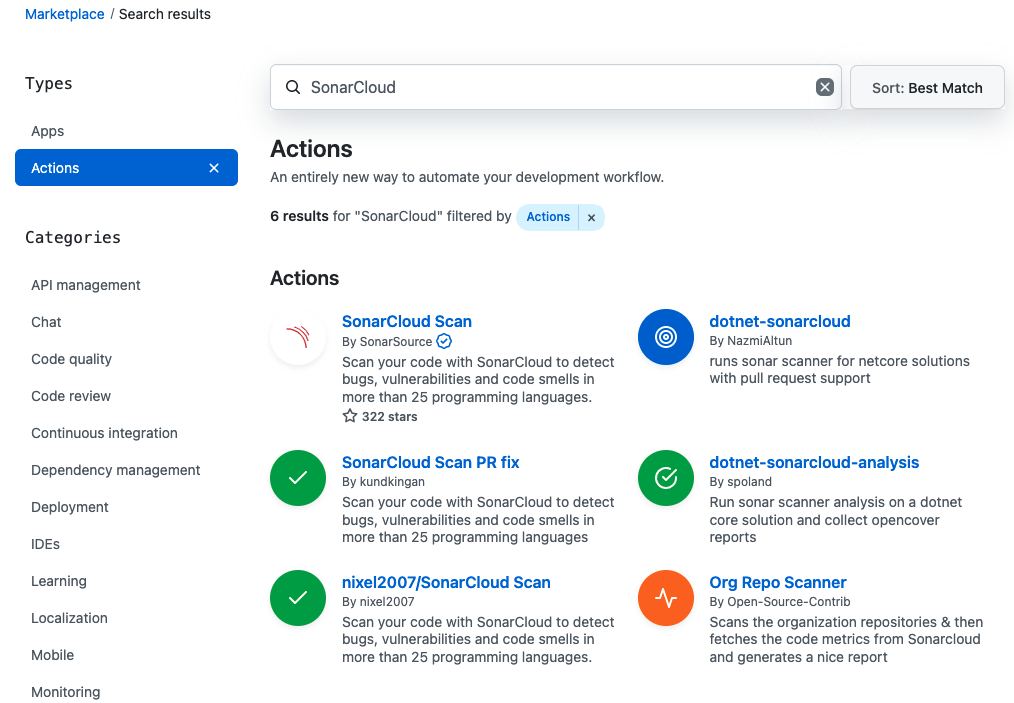 Marketplace / Search results
Types
Apps
Actions
Categories
API management
Chat
Code quality
Code review
Continuous integration
Dependency management
Deployment
IDEs
Learning
Localization
Mobile
Monitoring
SonarCloud
Sort: Best Match
Actions
An entirely new way to automate your development workflow.
6 results for "SonarCloud" filtered by Actions ×
Actions
SonarCloud Scan
By SonarSource
Scan your code with SonarCloud to detect
bugs, vulnerabilities and code smells in
more than 25 programming languages.
322 stars
dotnet-sonarcloud
By NazmiAltun
runs sonar scanner for netcore solutions
with pull request support
SonarCloud Scan PR fix
By kundkingan
Scan your code with SonarCloud to detect
bugs, vulnerabilities and code smells in
more than 25 programming languages
dotnet-sonarcloud-analysis
By spoland
Run sonar scanner analysis on a dotnet
core solution and collect opencover
reports
nixel2007/SonarCloud Scan
By nixel2007
Scan your code with SonarCloud to detect
bugs, vulnerabilities and code smells in
more than 25 programming languages.
Org Repo Scanner
By Open-Source-Contrib
Scans the organization repositories & then
fetches the code metrics from Sonarcloud
and generates a nice report